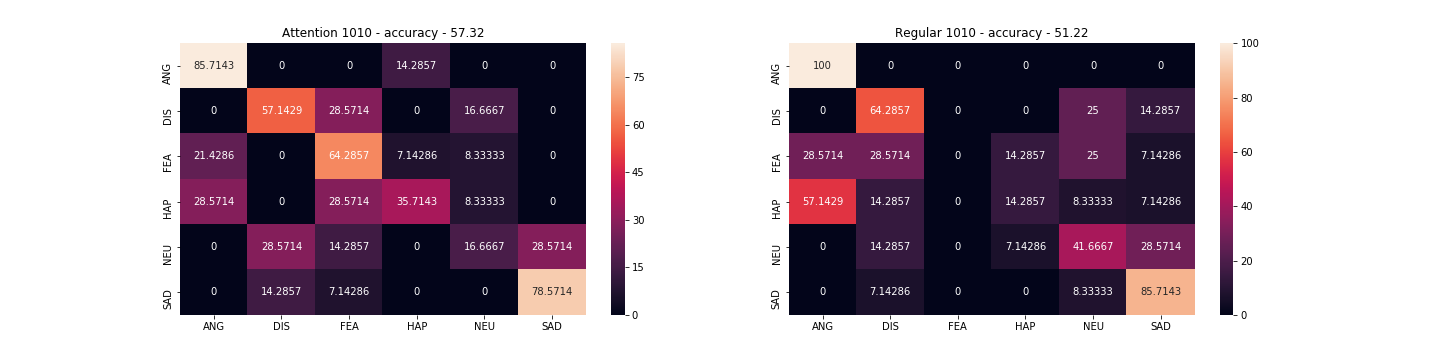 Attention 1010 - accuracy - 57.32
ANG 85.7143 0 0 14.2857 0 0
DIS 0 57.1429 28.5714 0 16.6667 0
FEA 21.4286 0 64.2857 7.14286 8.33333 0
HAP 28.5714 0 28.5714 35.7143 8.33333 0
NEU 0 28.5714 14.2857 0 16.6667 28.5714
SAD 0 14.2857 7.14286 0 0 78.5714
ANG DIS FEA HAP NEU SAD
75
60
45
30
15
0
Regular 1010 - accuracy - 51.22
ANG 100 0 0 0 0 0
DIS 0 64.2857 0 0 25 14.2857
FEA 28.5714 28.5714 0 14.2857 25 7.14286
HAP 57.1429 14.2857 0 14.2857 8.33333 7.14286
NEU 0 14.2857 0 7.14286 41.6667 28.5714
SAD 0 7.14286 0 0 8.33333 85.7143
ANG DIS FEA HAP NEU SAD
100
80
60
40
20
0